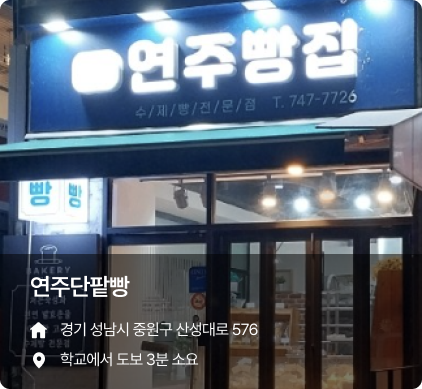 연주빵집
수/제/빵/전/문/점 T. 747-7726
빵 빵
BAKERY
연주단팥빵
경기 성남시 중원구 산성대로 576
학교에서 도보 3분 소요